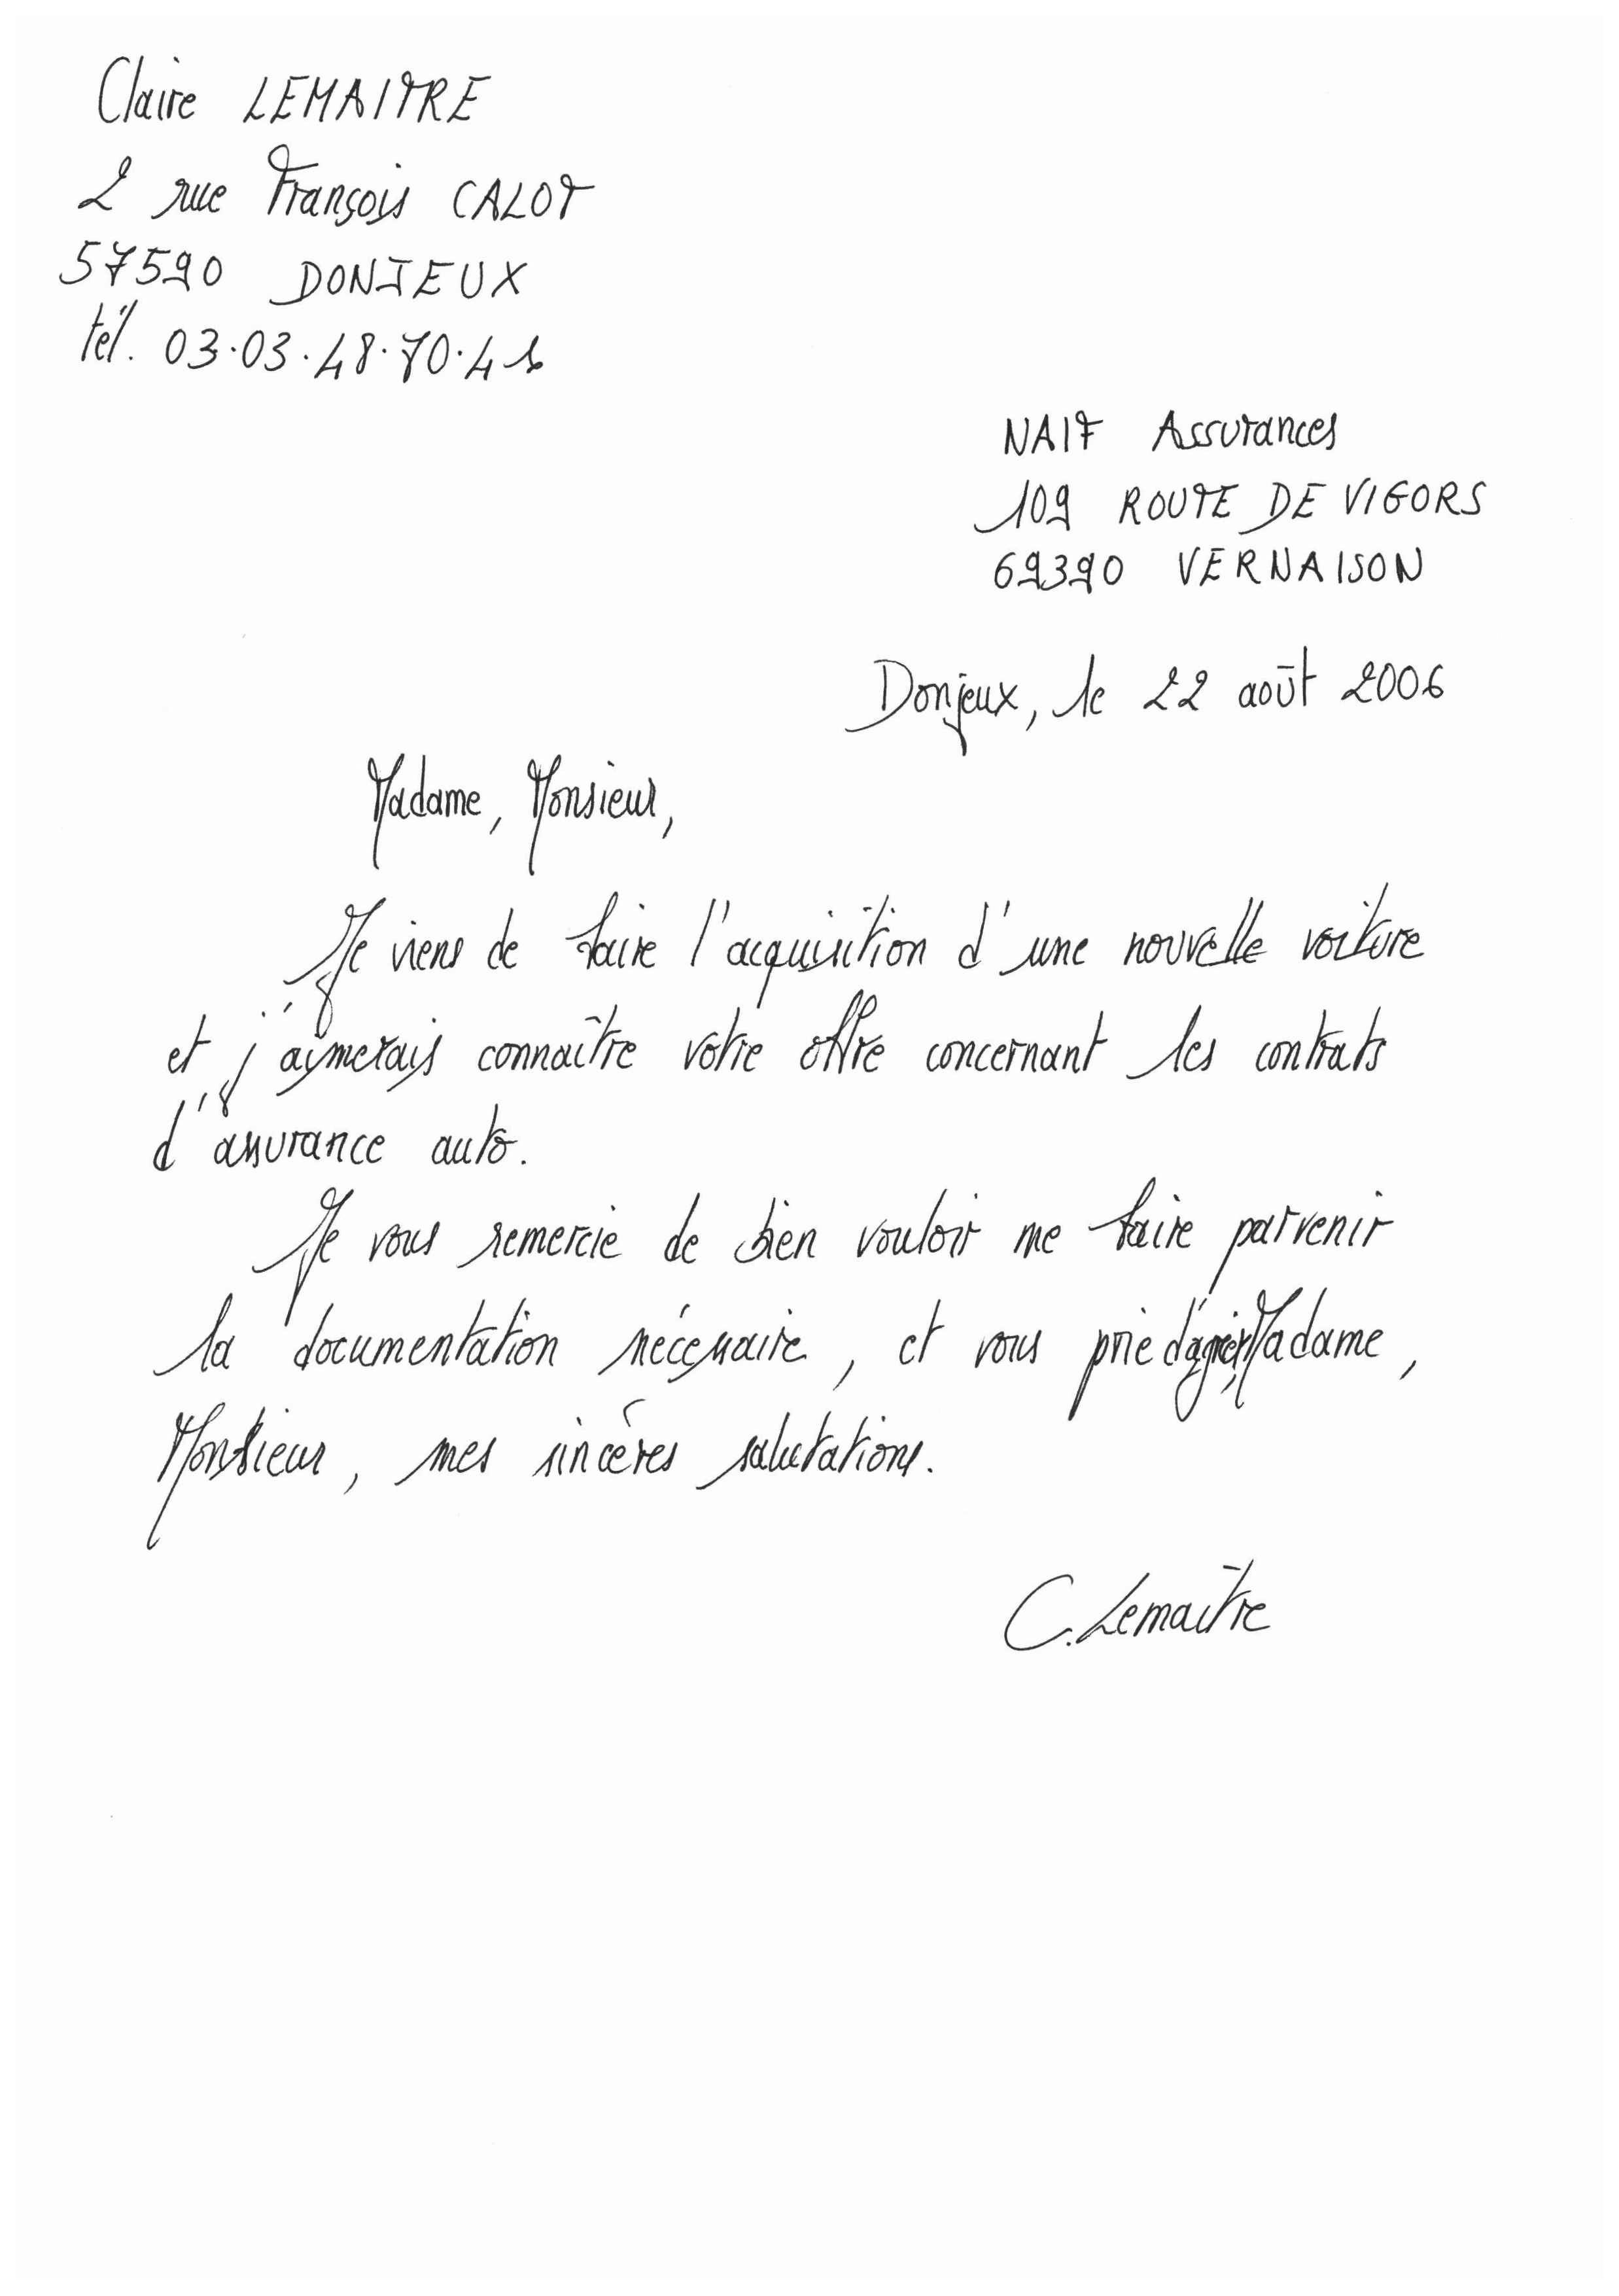 Claire LEMAITRE
2 rue François CALOT
57590 DONJEUX
tél. 03.03.48.70.46
NAIF Assurances
109 ROUTE DE VIGORS
69390 VERNAISON
Donjeux, le 22 août 2006
Madame, Monsieur,
Je viens de faire l'acquisition d'une nouvelle voiture
et j'aimerais connaître votre offre concernant les contrats
d'assurance auto.
Je vous remercie de bien vouloir me faire parvenir
la documentation nécessaire, et vous prie d'agréer, Madame,
Monsieur, mes sincères salutations.
C. Lemaître